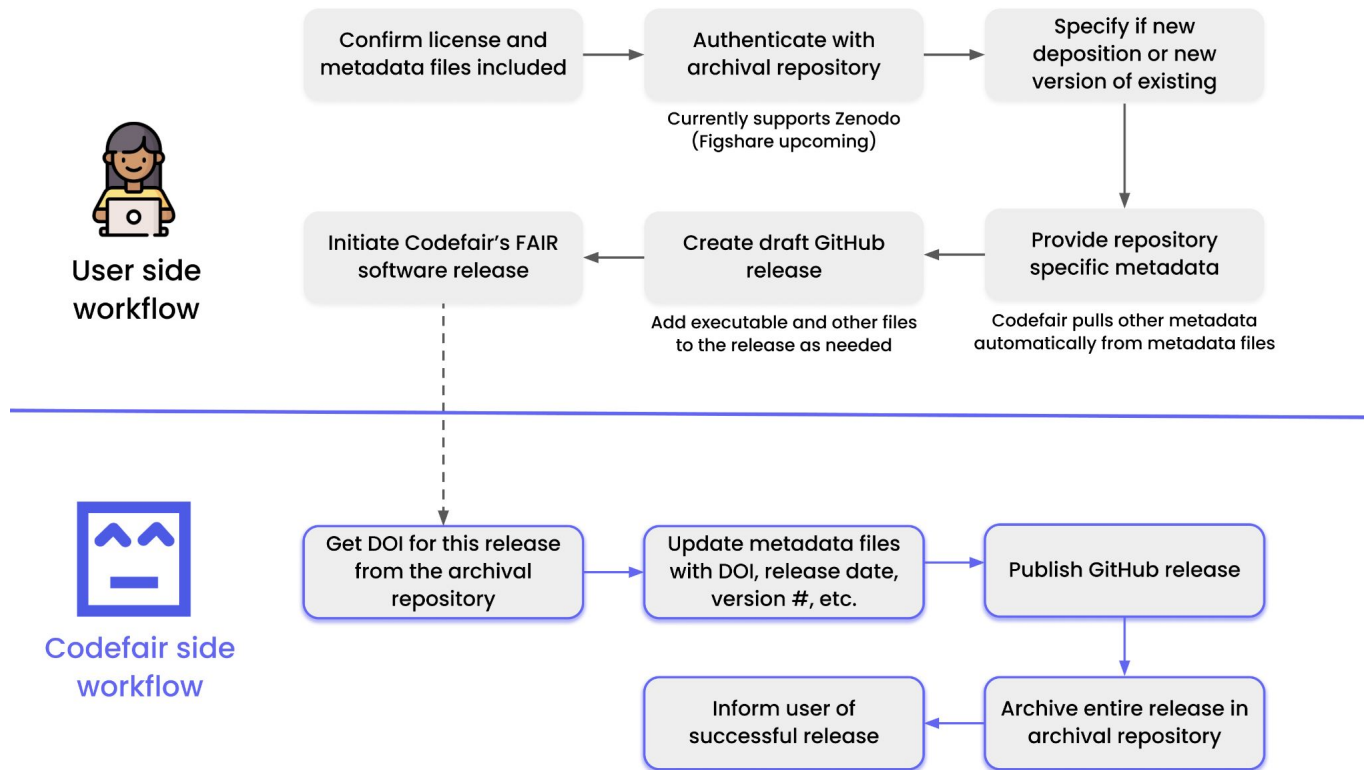 Confirm license and
metadata files included
Authenticate with
archival repository
Specify if new
deposition or new
version of existing
Currently supports Zenodo
(Figshare upcoming)
User side
workflow
Initiate Codefair’s FAIR
software release
Create draft GitHub
release
Provide repository
specific metadata
Add executable and other files
to the release as needed
Codefair pulls other metadata
automatically from metadata files
Codefair side
workflow
Get DOI for this release
from the archival
repository
Update metadata files
with DOI, release date,
version #, etc.
Publish GitHub release
Inform user of
successful release
Archive entire release in
archival repository